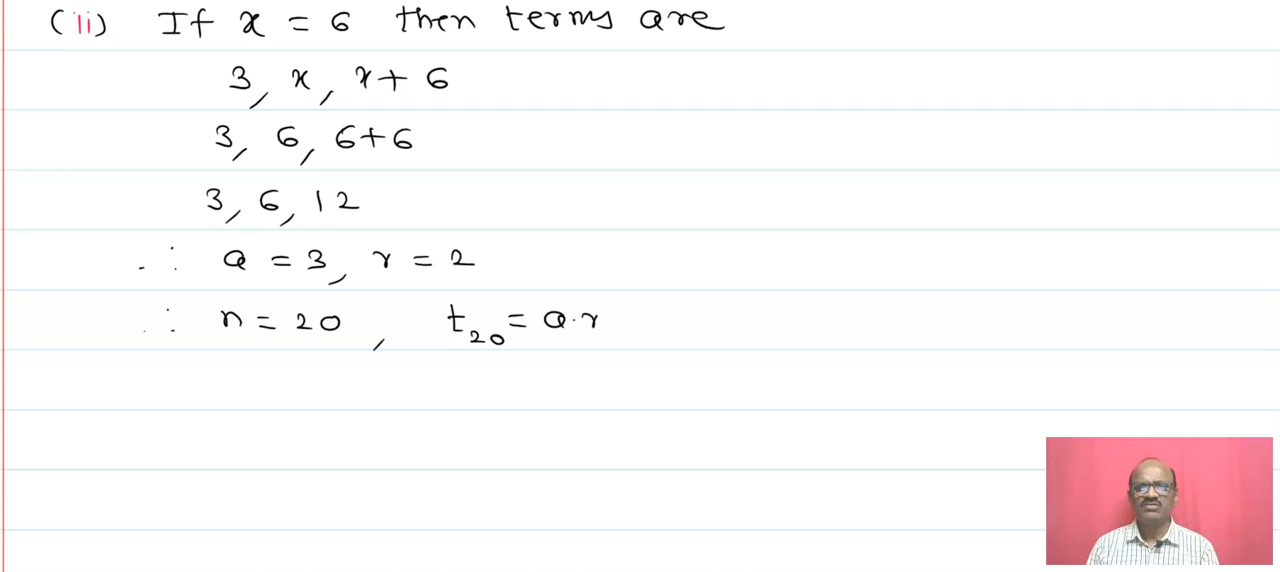 (ii) If x = 6 then terms are
3, x, x + 6
3, 6, 6+6
3, 6, 12
∴ a = 3, r = 2
∴ n = 20, t₂₀ = a·r